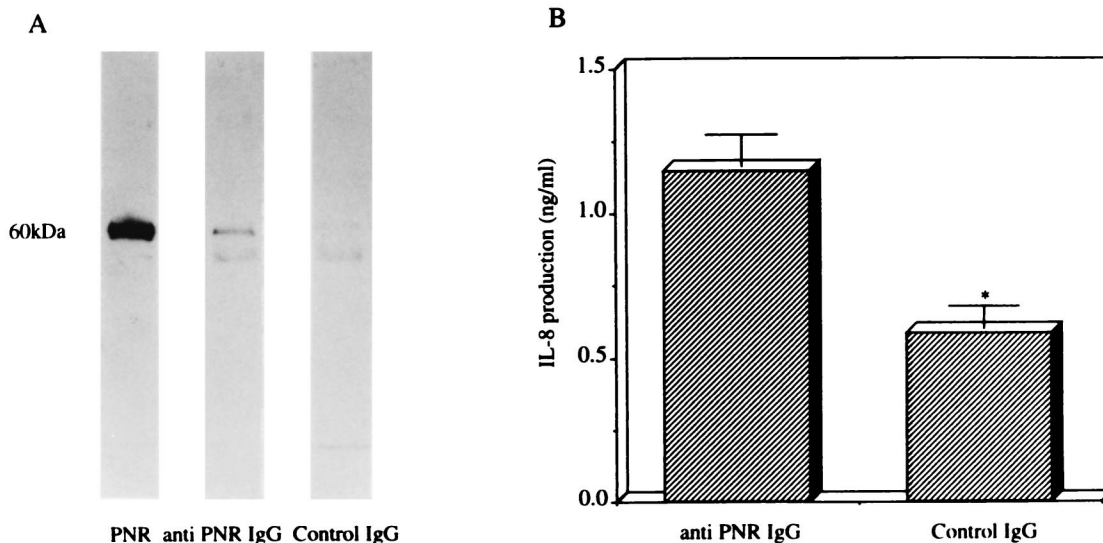 A
60kDa
PNR anti PNR IgG Control IgG
B
IL-8 production (ng/ml)
1.5
1.0
0.5
0.0
*
anti PNR IgG
Control IgG